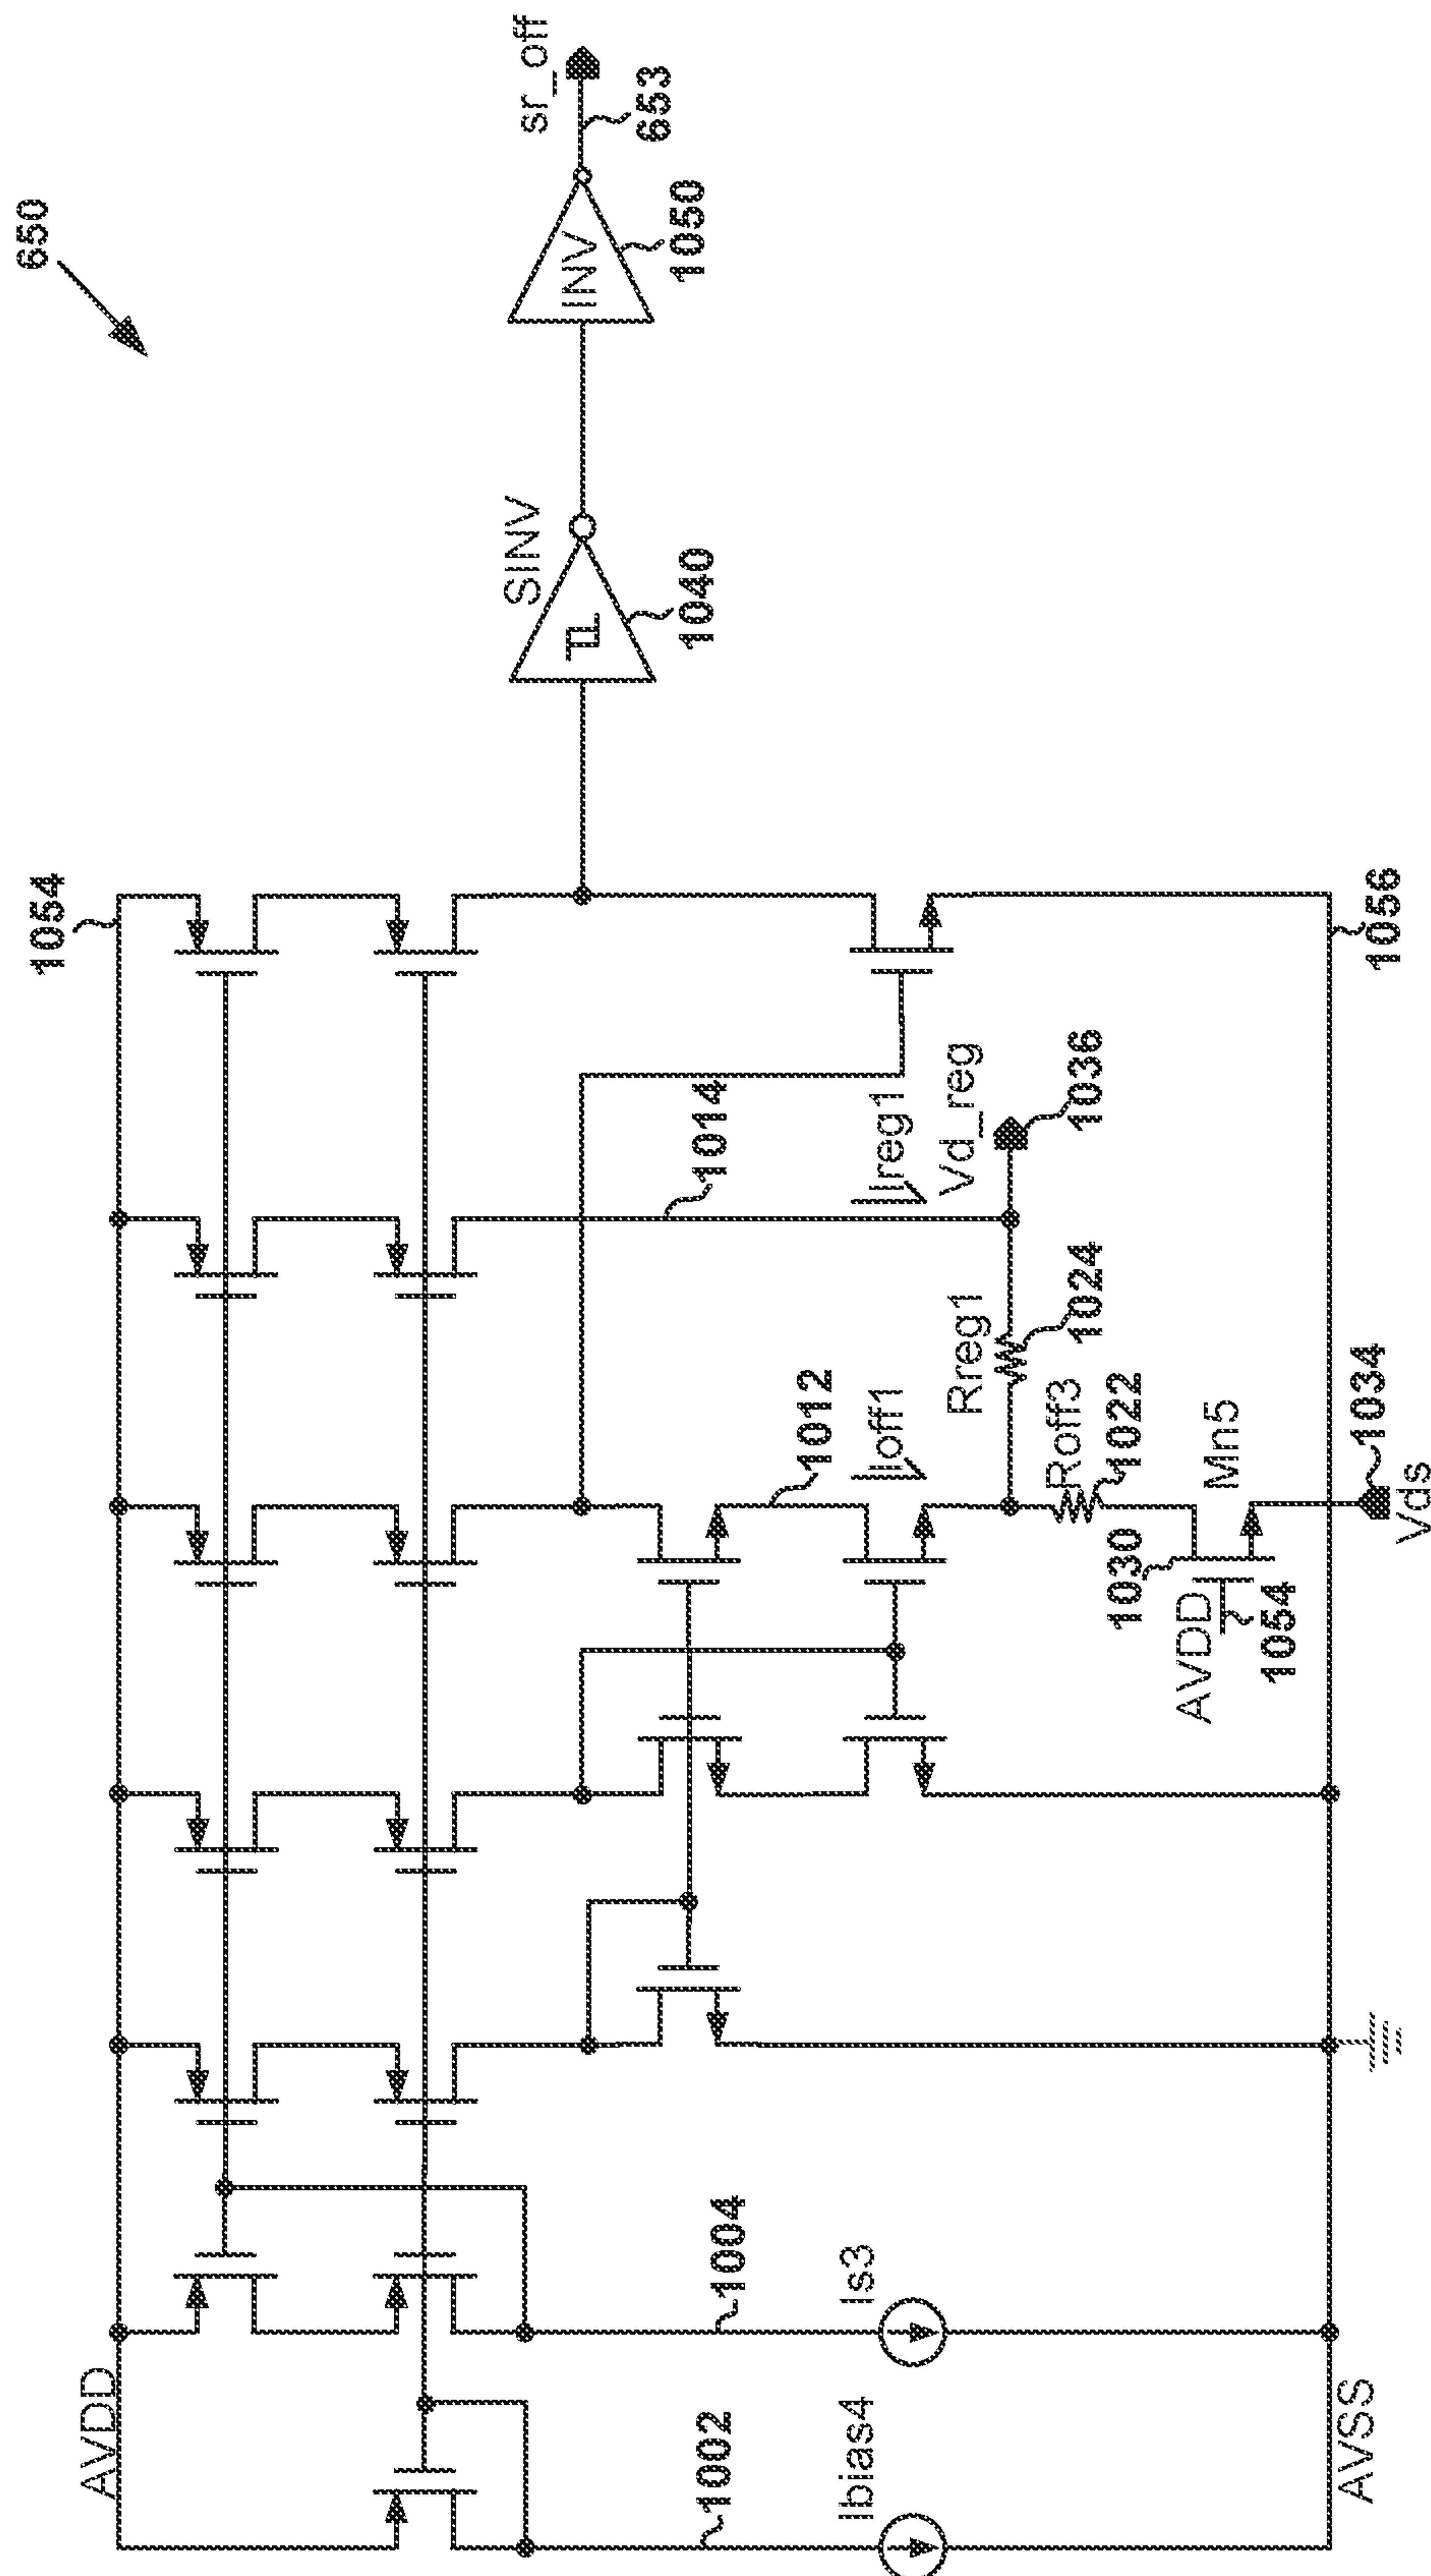 650
sr_off
653
INV
1050
SINV
1040
1054
1056
Ireg1
Vd_reg
1036
1014
Rreg1
1024
1012
Ioff1
Roff3
1022
Mn5
1030
AVDD
1054
1034
Vds
1004
Is3
AVDD
1002
Ibias4
AVSS